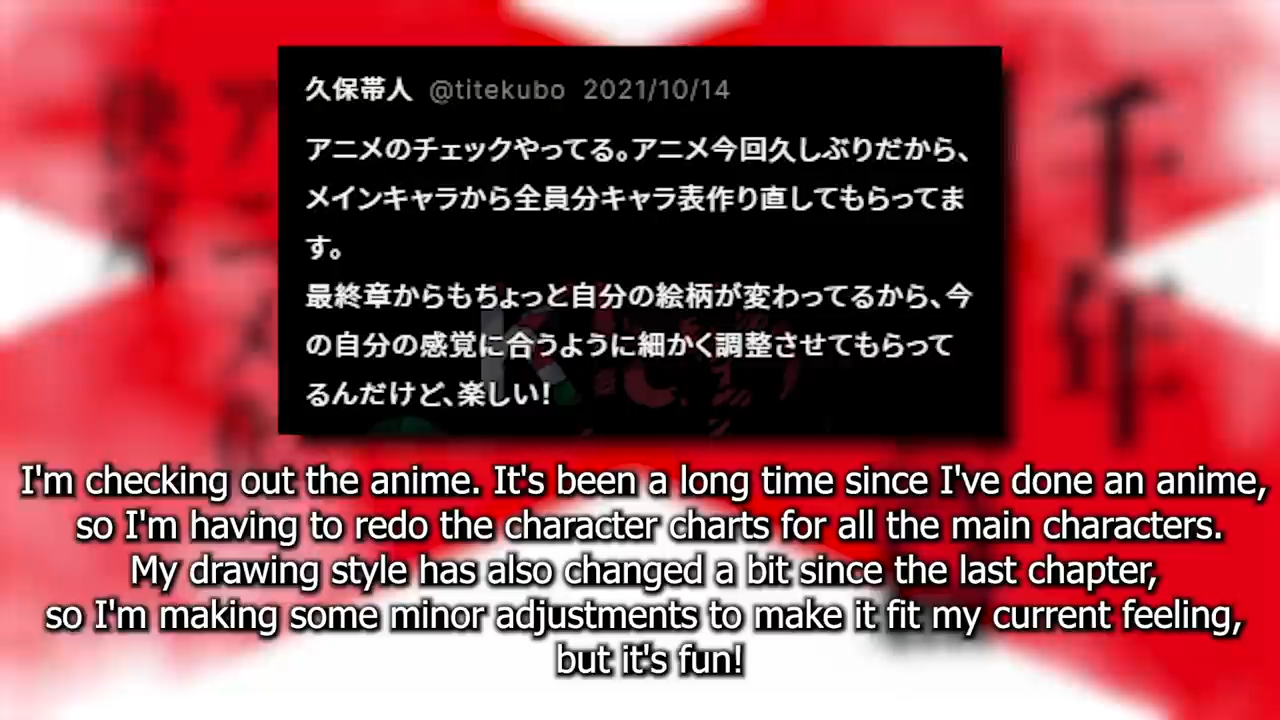 久保帯人 @titekubo 2021/10/14
アニメのチェックやってる。アニメ今回久しぶりだから、
メインキャラから全員分キャラ表作り直してもらってま
す。
最終章からもちょっと自分の絵柄が変わってるから、今
の自分の感覚に合うように細かく調整させてもらって
るんだけど、楽しい!
I'm checking out the anime. It's been a long time since I've done an anime,
so I'm having to redo the character charts for all the main characters.
My drawing style has also changed a bit since the last chapter,
so I'm making some minor adjustments to make it fit my current feeling,
but it's fun!